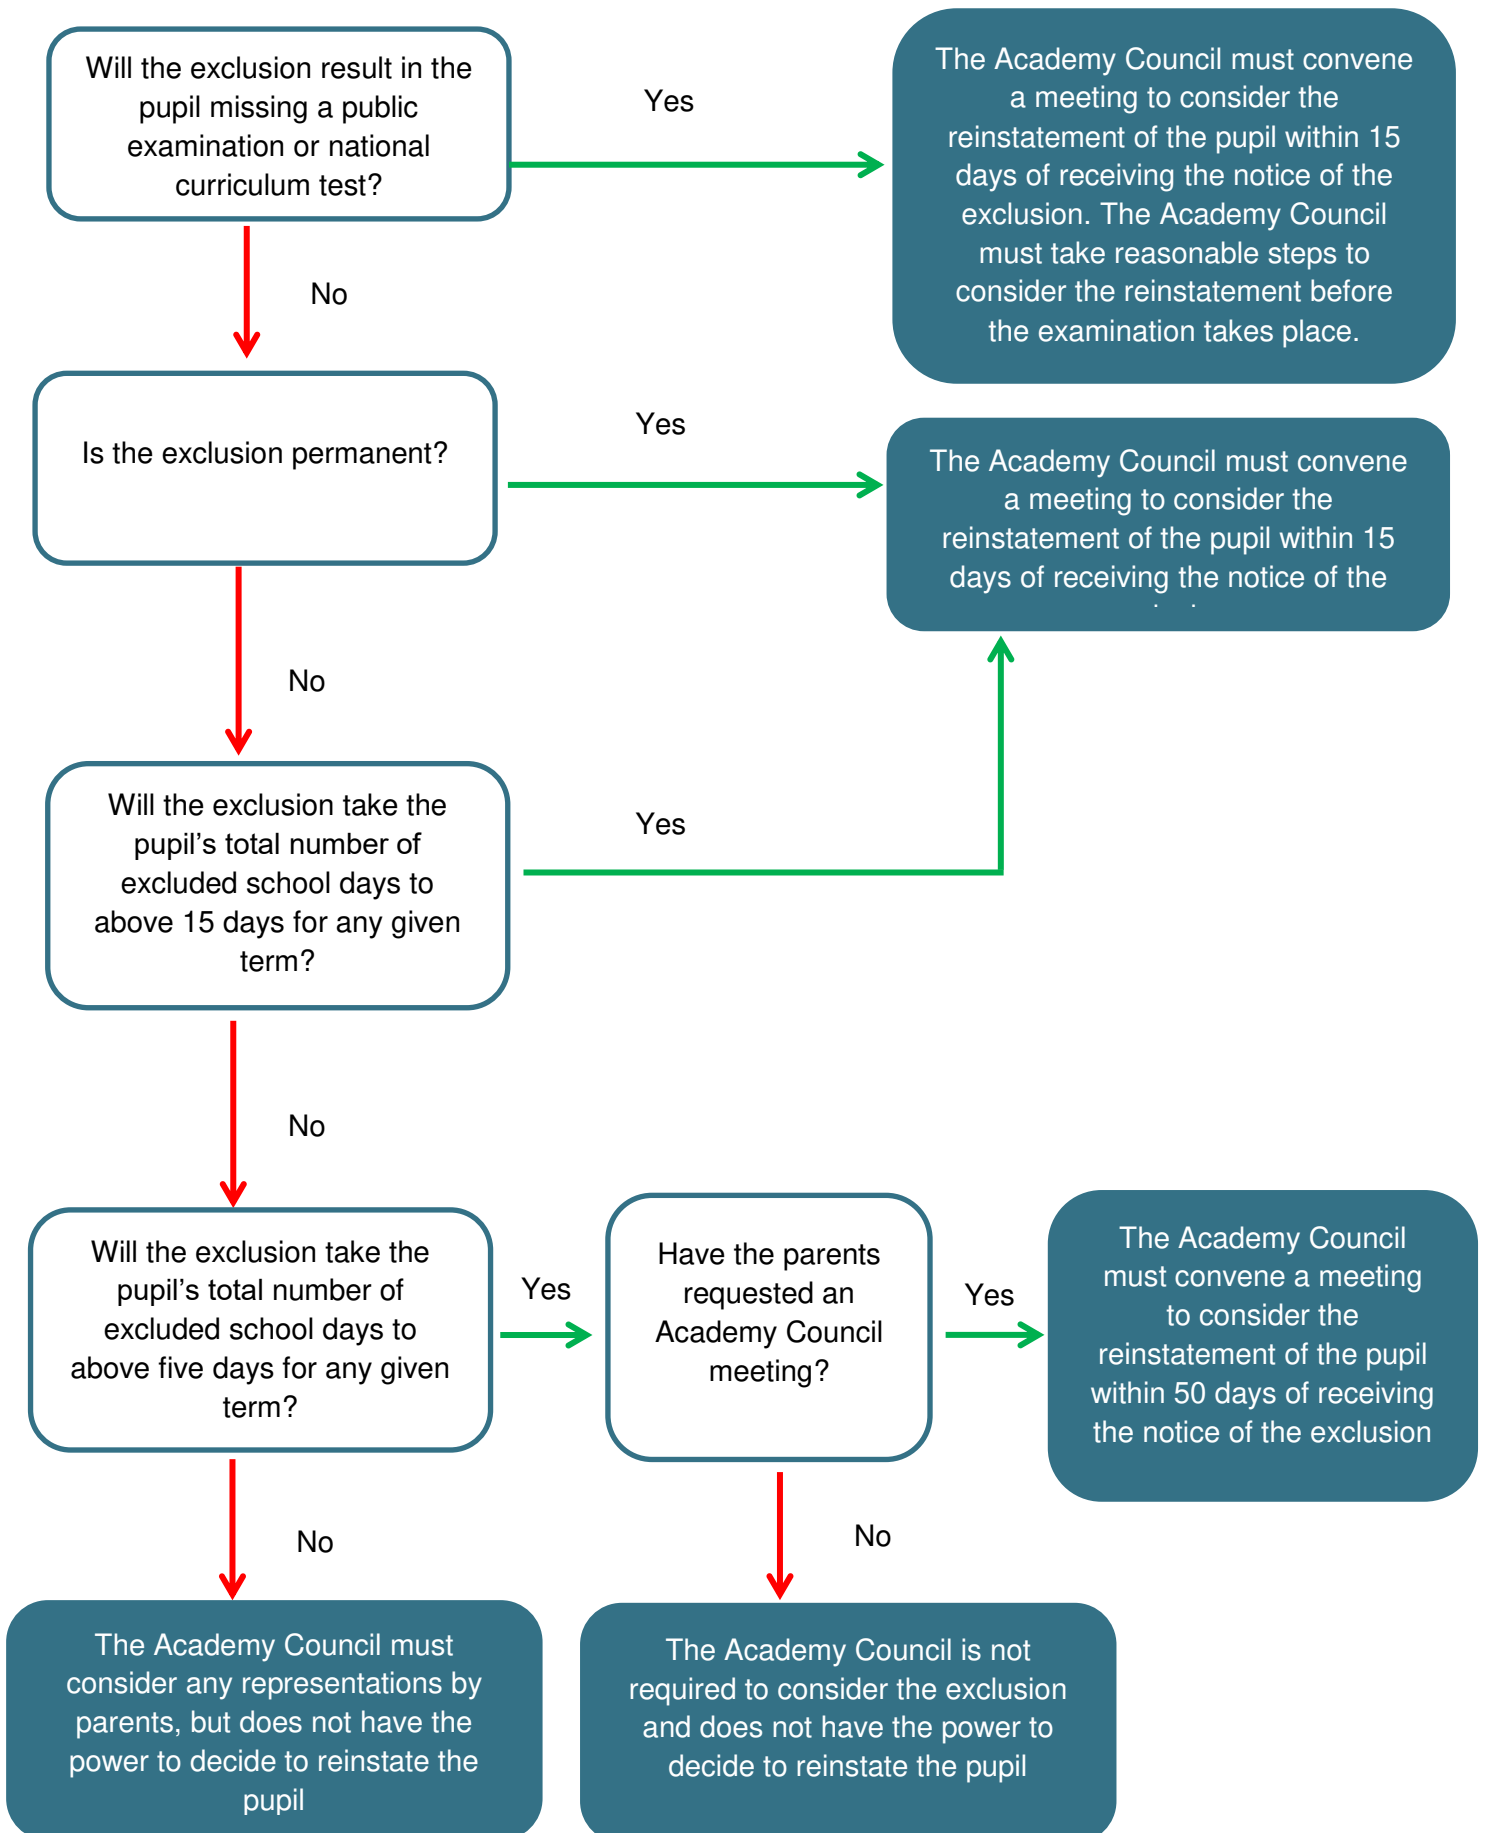 Will the exclusion result in the
pupil missing a public
examination or national
curriculum test?
Yes
The Academy Council must convene
a meeting to consider the
reinstatement of the pupil within 15
days of receiving the notice of the
exclusion. The Academy Council
must take reasonable steps to
consider the reinstatement before
the examination takes place.
No
Is the exclusion permanent?
Yes
The Academy Council must convene
a meeting to consider the
reinstatement of the pupil within 15
days of receiving the notice of the
No
Will the exclusion take the
pupil’s total number of
excluded school days to
above 15 days for any given
term?
Yes
No
Will the exclusion take the
pupil’s total number of
excluded school days to
above five days for any given
term?
Yes
Have the parents
requested an
Academy Council
meeting?
Yes
The Academy Council
must convene a meeting
to consider the
reinstatement of the pupil
within 50 days of receiving
the notice of the exclusion
No
No
The Academy Council must
consider any representations by
parents, but does not have the
power to decide to reinstate the
pupil
The Academy Council is not
required to consider the exclusion
and does not have the power to
decide to reinstate the pupil